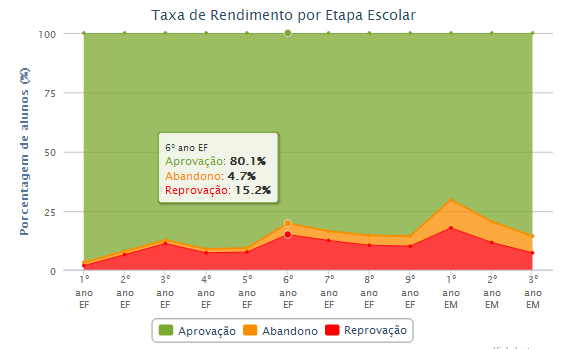 Taxa de Rendimento por Etapa Escolar
Porcentagem de alunos (%)
100
75
50
25
0
6º ano EF
Aprovação: 80.1%
Abandono: 4.7%
Reprovação: 15.2%
1º ano EF
2º ano EF
3º ano EF
4º ano EF
5º ano EF
6º ano EF
7º ano EF
8º ano EF
9º ano EF
1º ano EM
2º ano EM
3º ano EM
Aprovação
Abandono
Reprovação